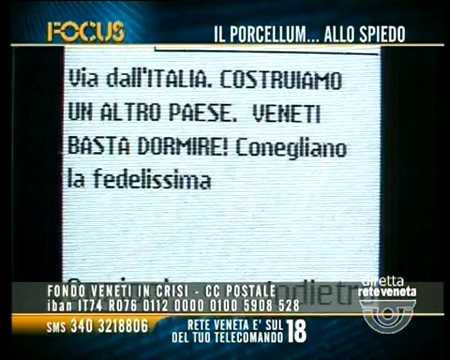 FOCUS
IL PORCELLUM... ALLO SPIEDO
Via dall'ITALIA. COSTRUIAMO
UN ALTRO PAESE. VENETI
BASTA DORMIRE! Conegliano
la fedelissima
diretta
FONDO VENETI IN CRISI - CC POSTALE
reteveneta
iban IT74 R076 0112 0000 0100 5908 528
SMS 340 3218806
RETE VENETA E' SUL
DEL TUO TELECOMANDO 18